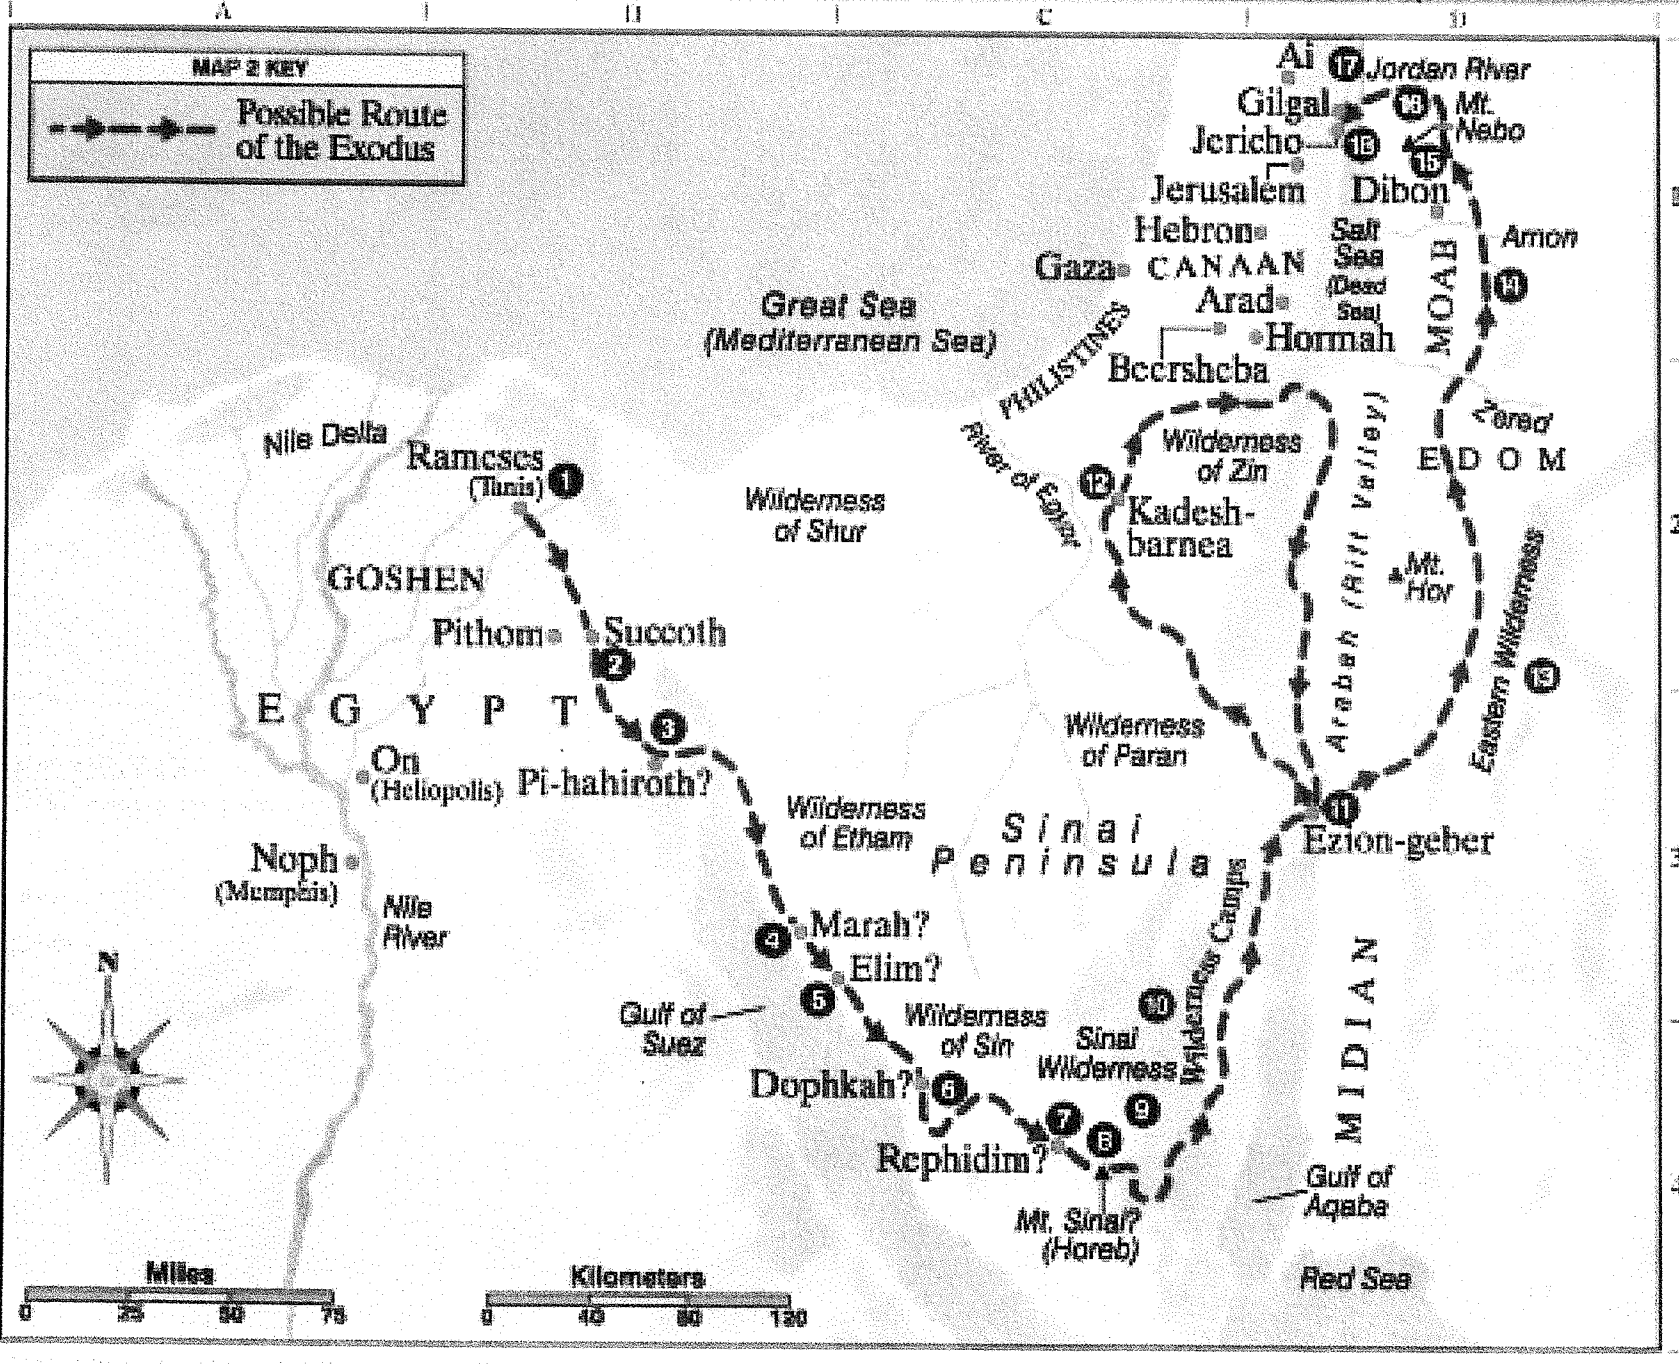 A
B
C
D
MAP 2 KEY
Possible Route
of the Exodus
Ai
17
Jordan River
Gilgal
Mt.
Nebo
Jericho
16
15
Jerusalem
Dibon
Hebron
Salt
Sea
(Dead
Sea)
Arnon
Gaza
CANAAN
MOAB
14
Arad
Great Sea
(Mediterranean Sea)
PHILISTINES
Hormah
Beersheba
Zered
Nile Delta
Rameses
(Tanis)
1
River of Egypt
Wilderness
of Zin
EDOM
12
Wilderness
of Shur
Kadesh-
barnea
2
Arabah (Rift Valley)
GOSHEN
Mt.
Hor
Eastern Wilderness
Pithom
Succoth
2
13
EGYPT
3
Wilderness
of Paran
On
(Heliopolis)
Pi-hahiroth?
Wilderness
of Etham
Sinai
Peninsula
11
Ezion-geber
3
Noph
(Memphis)
Nile
River
Marah?
4
Elim?
5
Wilderness Camps
MIDIAN
N
Gulf of
Suez
Wilderness
of Sin
10
Sinai
Wilderness
Dophkah?
6
7
8
9
Rephidim?
4
Gulf of
Aqaba
Mt. Sinai?
(Horeb)
Red Sea
Miles
0 25 50 75
Kilometers
0 40 80 120